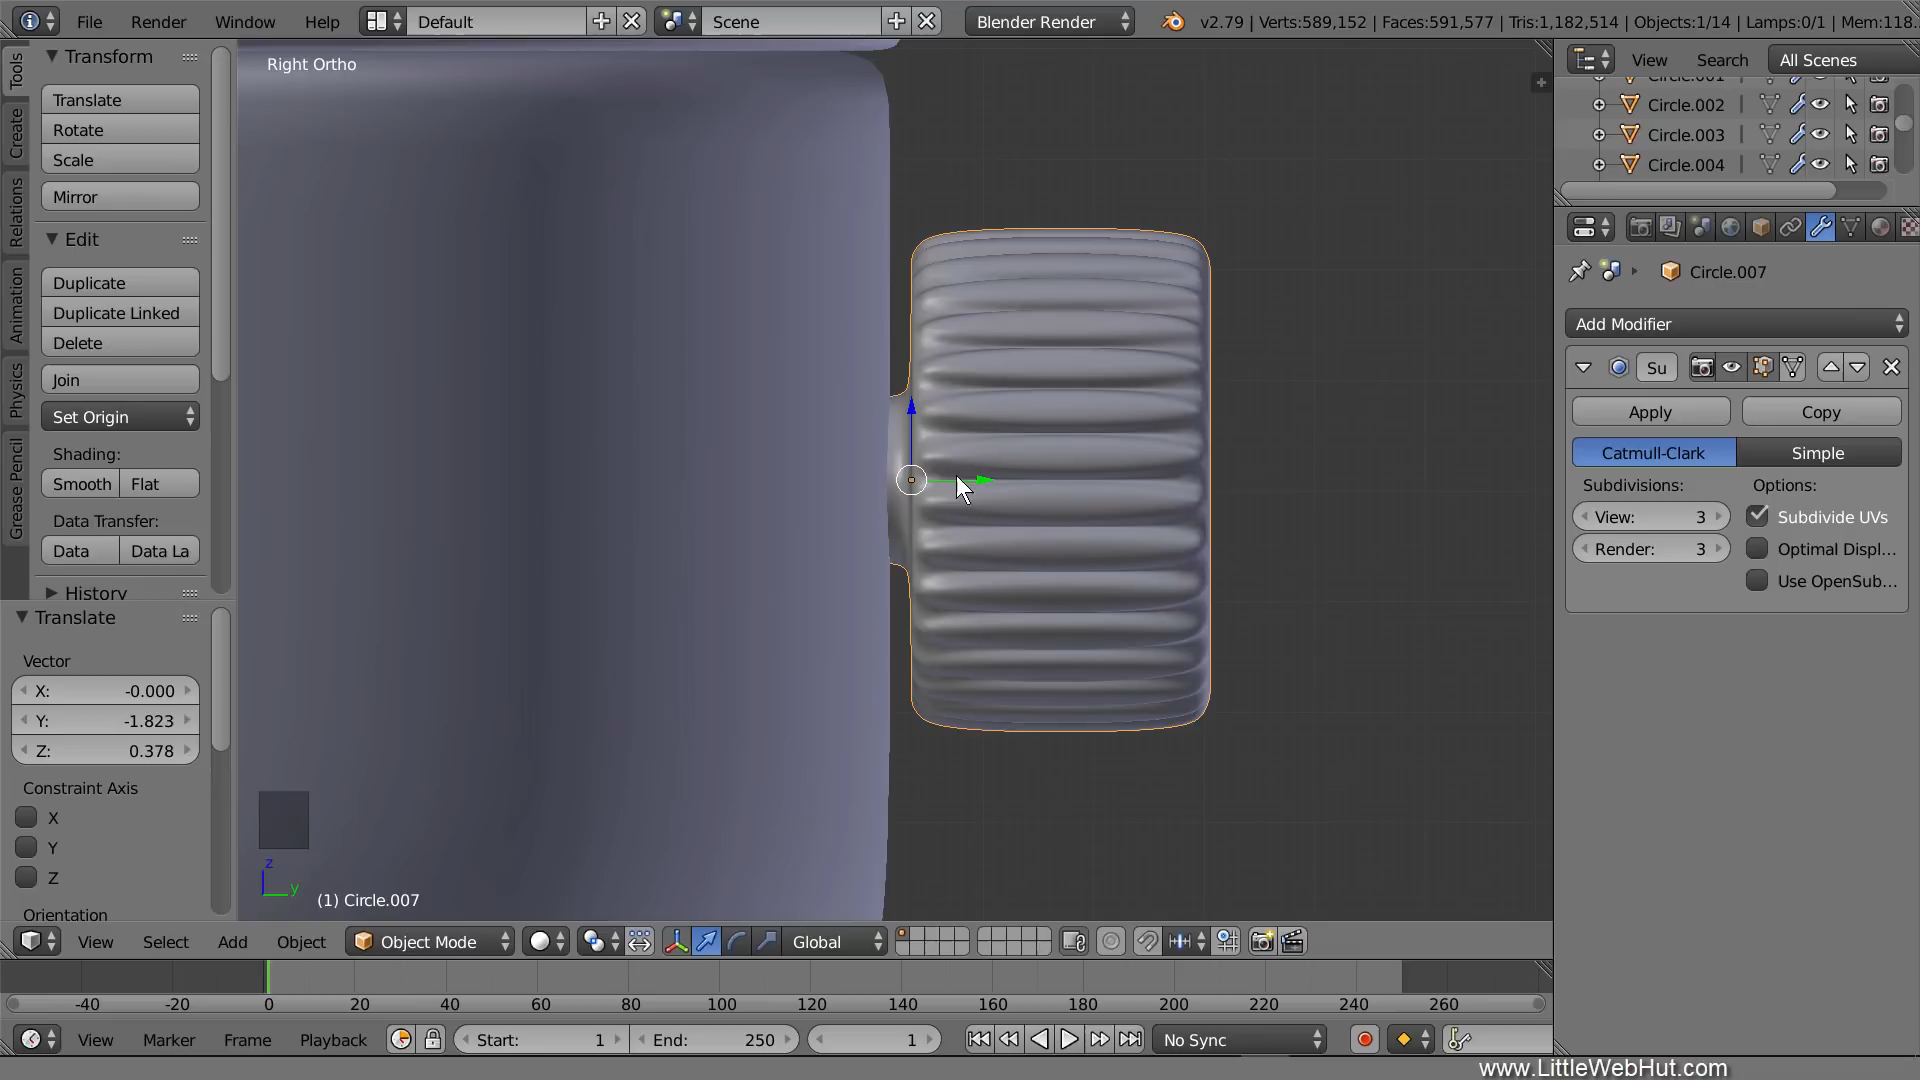 File Render Window Help Default Scene Blender Render v2.79 | Verts:589,152 | Faces:591,577 | Tris:1,182,514 | Objects:1/14 | Lamps:0/1 | Mem:118.
Tools
Create
Relations
Animation
Physics
Grease Pencil
Transform
Translate
Rotate
Scale
Mirror
Edit
Duplicate
Duplicate Linked
Delete
Join
Set Origin
Shading:
Smooth Flat
Data Transfer:
Data Data La
History
Translate
Vector
X: -0.000
Y: -1.823
Z: 0.378
Constraint Axis
X
Y
Z
Orientation
Right Ortho
z
y
(1) Circle.007
View Select Add Object Object Mode Global
View Search All Scenes
Circle.001
Circle.002
Circle.003
Circle.004
Circle.007
Add Modifier
Su
Apply Copy
Catmull-Clark Simple
Subdivisions: Options:
View: 3 Subdivide UVs
Render: 3 Optimal Displ...
Use OpenSub...
-40 -20 0 20 40 60 80 100 120 140 160 180 200 220 240 260
View Marker Frame Playback Start: 1 End: 250 1 No Sync
www.LittleWebHut.com